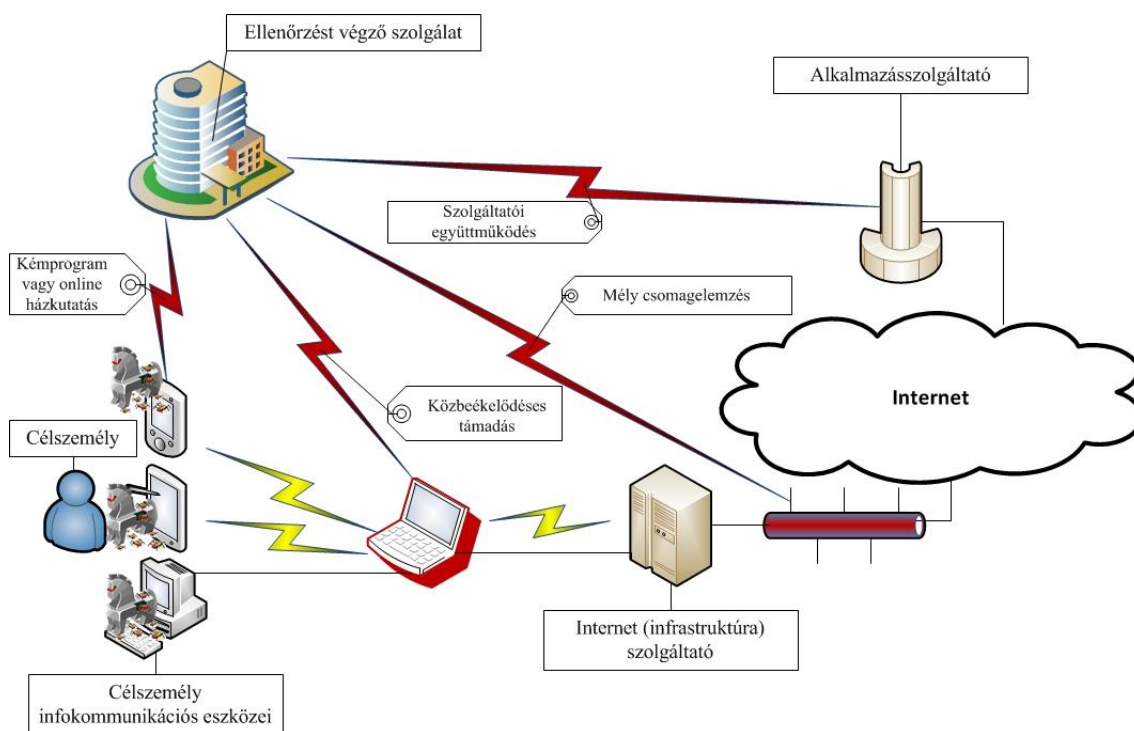 Ellenőrzést végző szolgálat
Alkalmazásszolgáltató
Szolgáltatói
együttműködés
Kémprogram
vagy online
házkutatás
Mély csomagelemzés
Internet
Közbeékelődéses
támadás
Célszemély
Internet (infrastruktúra)
szolgáltató
Célszemély
infokommunikációs eszközei